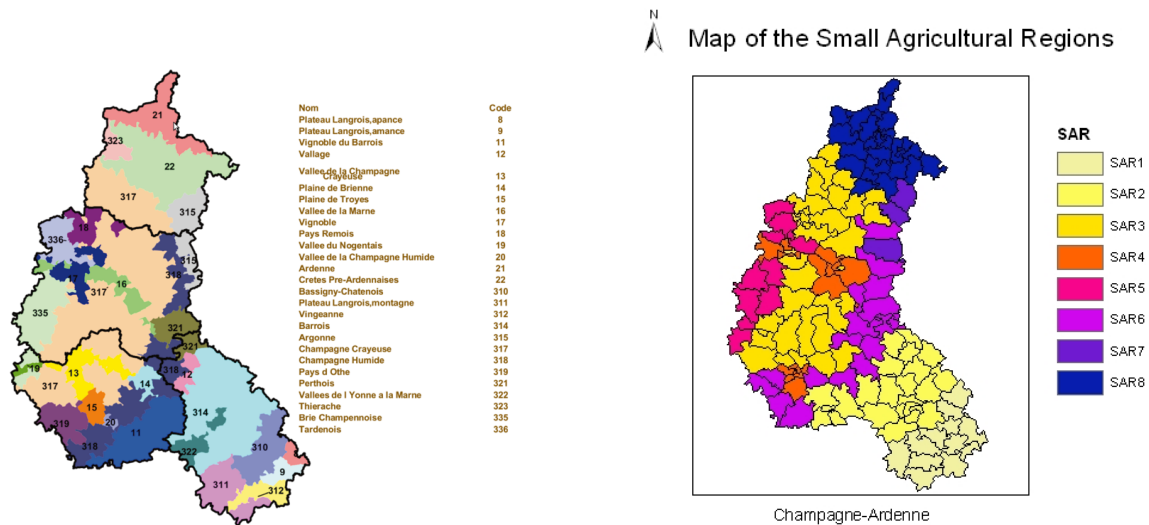 N
Map of the Small Agricultural Regions
Nom Code
Plateau Langrois,apance 8
Plateau Langrois,amance 9
Vignoble du Barrois 11
Vallage 12
Vallee de la Champagne
Crayeuse 13
Plaine de Brienne 14
Plaine de Troyes 15
Vallee de la Marne 16
Vignoble 17
Pays Remois 18
Vallee du Nogentais 19
Vallee de la Champagne Humide 20
Ardenne 21
Cretes Pre-Ardennaises 22
Bassigny-Chatenois 310
Plateau Langrois,montagne 311
Vingeanne 312
Barrois 314
Argonne 315
Champagne Crayeuse 317
Champagne Humide 318
Pays d Othe 319
Perthois 321
Vallees de l Yonne a la Marne 322
Thierache 323
Brie Champennoise 335
Tardenois 336
21
323
22
317
315
18
336
315
318
17
16
317
335
321
321
19
13
318
12
317
14
15
314
319
20
11
318
322
310
9
311
312
SAR
SAR1
SAR2
SAR3
SAR4
SAR5
SAR6
SAR7
SAR8
Champagne-Ardenne